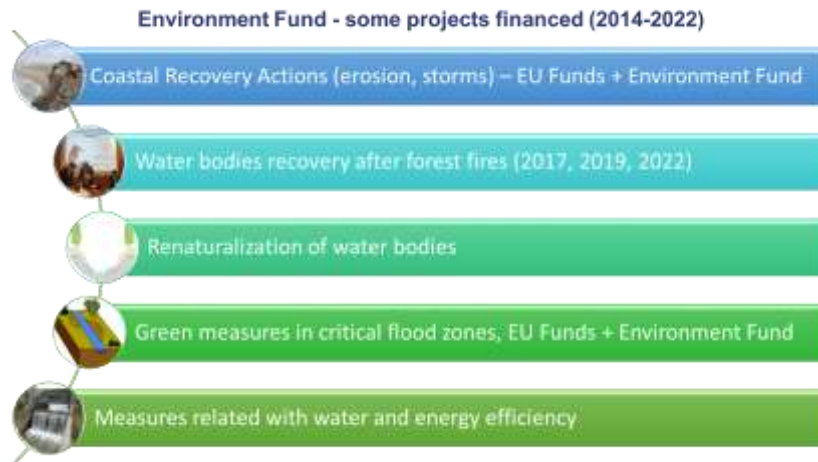 Environment Fund - some projects financed (2014-2022)
Coastal Recovery Actions (erosion, storms) – EU Funds + Environment Fund
Water bodies recovery after forest fires (2017, 2019, 2022)
Renaturalization of water bodies
Green measures in critical flood zones, EU Funds + Environment Fund
Measures related with water and energy efficiency